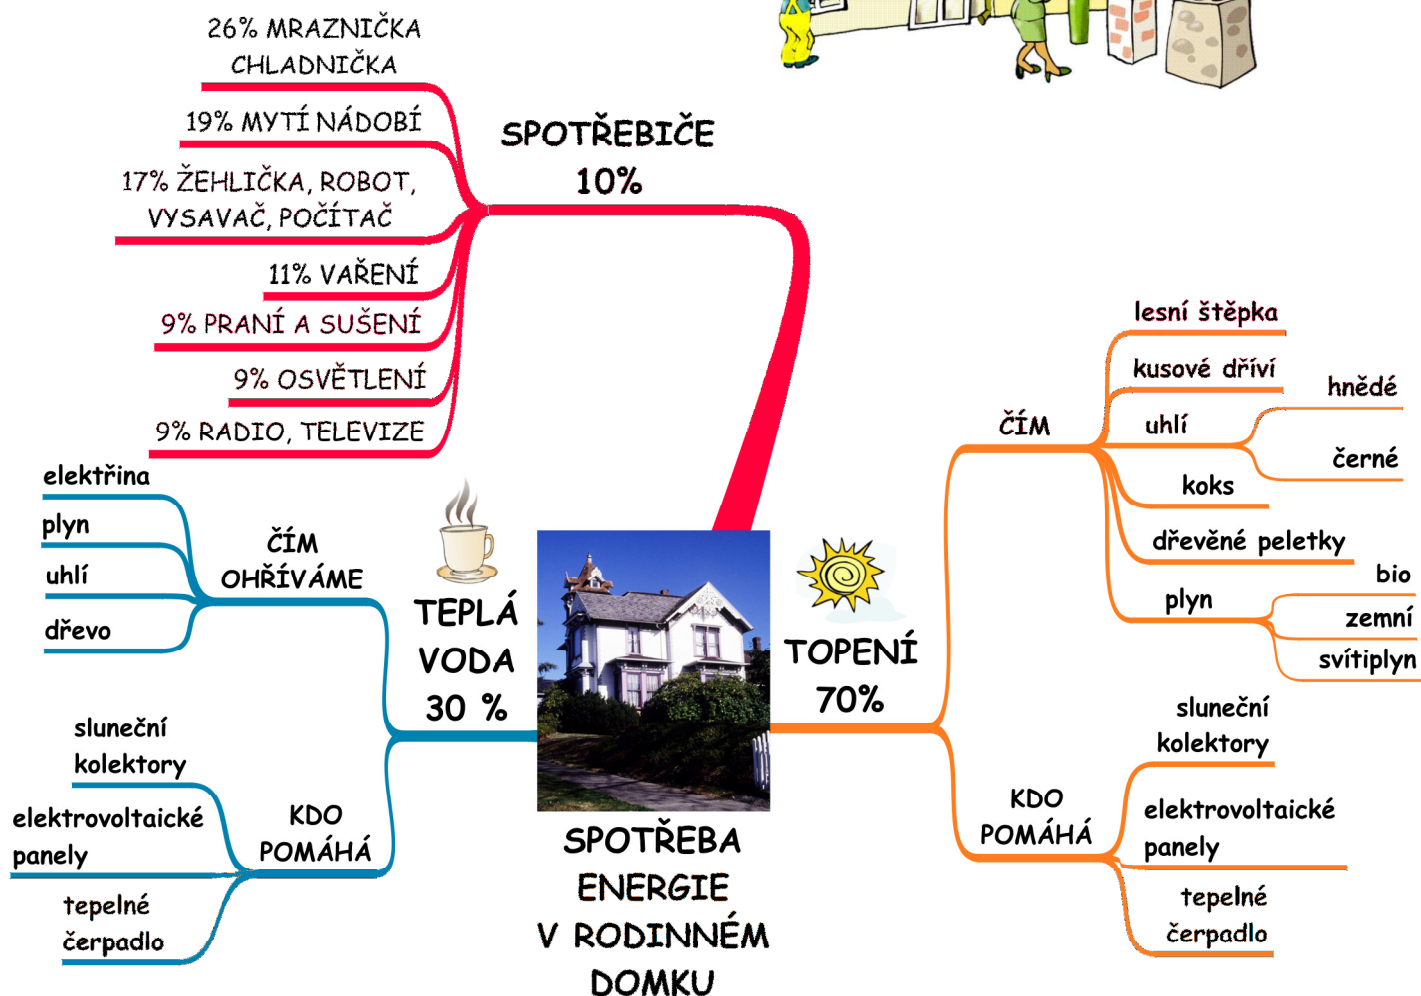 26% MRAZNIČKA
CHLADNIČKA
19% MYTÍ NÁDOBÍ
17% ŽEHLIČKA, ROBOT,
VYSAVAČ, POČÍTAČ
11% VAŘENÍ
9% PRANÍ A SUŠENÍ
9% OSVĚTLENÍ
9% RADIO, TELEVIZE
SPOTŘEBIČE
10%
elektřina
plyn
uhlí
dřevo
ČÍM
OHŘÍVÁME
TEPLÁ
VODA
30 %
sluneční
kolektory
elektrovoltaické
panely
tepelné
čerpadlo
KDO
POMÁHÁ
SPOTŘEBA
ENERGIE
V RODINNÉM
DOMKU
TOPENÍ
70%
ČÍM
lesní štěpka
kusové dříví
uhlí
hnědé
černé
koks
dřevěné peletky
plyn
bio
zemní
svítiplyn
KDO
POMÁHÁ
sluneční
kolektory
elektrovoltaické
panely
tepelné
čerpadlo